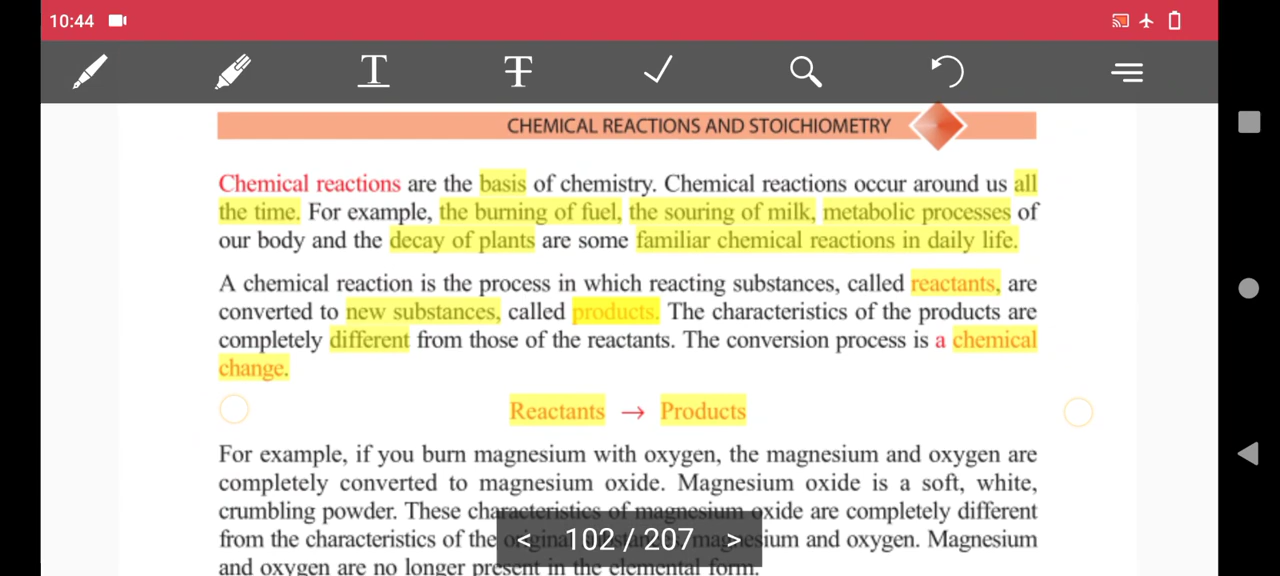 10:44
CHEMICAL REACTIONS AND STOICHIOMETRY
Chemical reactions are the basis of chemistry. Chemical reactions occur around us all
the time. For example, the burning of fuel, the souring of milk, metabolic processes of
our body and the decay of plants are some familiar chemical reactions in daily life.
A chemical reaction is the process in which reacting substances, called reactants, are
converted to new substances, called products. The characteristics of the products are
completely different from those of the reactants. The conversion process is a chemical
change.
Reactants → Products
For example, if you burn magnesium with oxygen, the magnesium and oxygen are
completely converted to magnesium oxide. Magnesium oxide is a soft, white,
crumbling powder. These characteristics of magnesium oxide are completely different
from the characteristics of the original substances, magnesium and oxygen. Magnesium
and oxygen are no longer present in the elemental form.
< 102 / 207 >